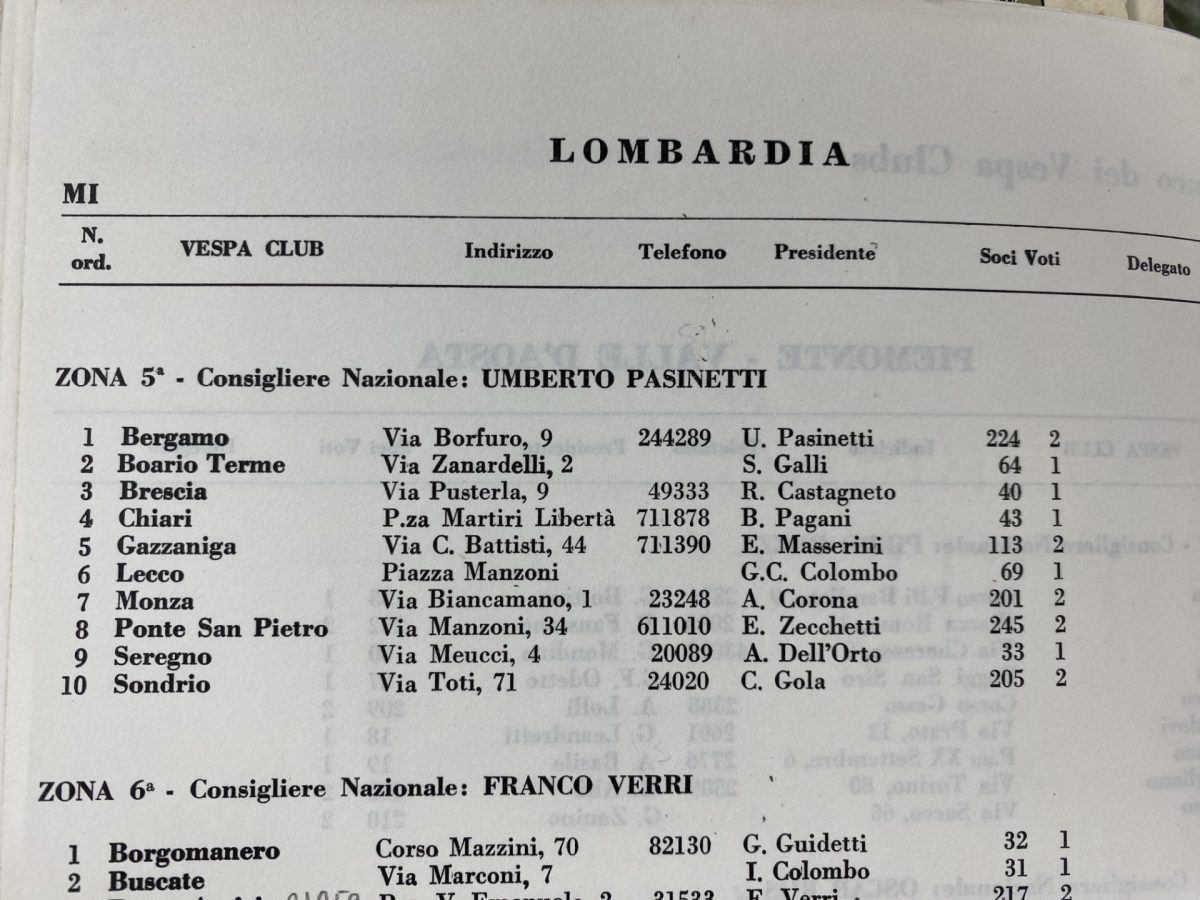 LOMBARDIA
MI
N. ord. VESPA CLUB Indirizzo Telefono Presidente Soci Voti Delegato
ZONA 5ª - Consigliere Nazionale: UMBERTO PASINETTI
1 Bergamo Via Borfuro, 9 244289 U. Pasinetti 224 2
2 Boario Terme Via Zanardelli, 2 S. Galli 64 1
3 Brescia Via Pusterla, 9 49333 R. Castagneto 40 1
4 Chiari P.za Martiri Libertà 711878 B. Pagani 43 1
5 Gazzaniga Via C. Battisti, 44 711390 E. Masserini 113 2
6 Lecco Piazza Manzoni G.C. Colombo 69 1
7 Monza Via Biancamano, 1 23248 A. Corona 201 2
8 Ponte San Pietro Via Manzoni, 34 611010 E. Zecchetti 245 2
9 Seregno Via Meucci, 4 20089 A. Dell'Orto 33 1
10 Sondrio Via Toti, 71 24020 C. Gola 205 2
ZONA 6ª - Consigliere Nazionale: FRANCO VERRI
1 Borgomanero Corso Mazzini, 70 82130 G. Guidetti 32 1
2 Buscate Via Marconi, 7 I. Colombo 31 1
V. Emanuele 2 31533 F. Verri 217 2